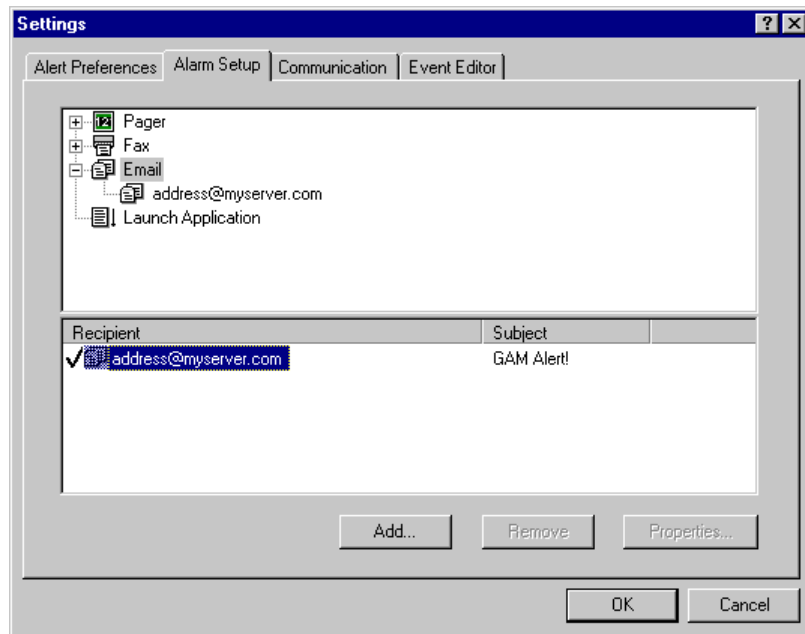 Settings
Alert Preferences Alarm Setup Communication Event Editor
12 Pager
Fax
Email
address@myserver.com
Launch Application
Recipient Subject
address@myserver.com GAM Alert!
Add... Remove Properties...
OK Cancel